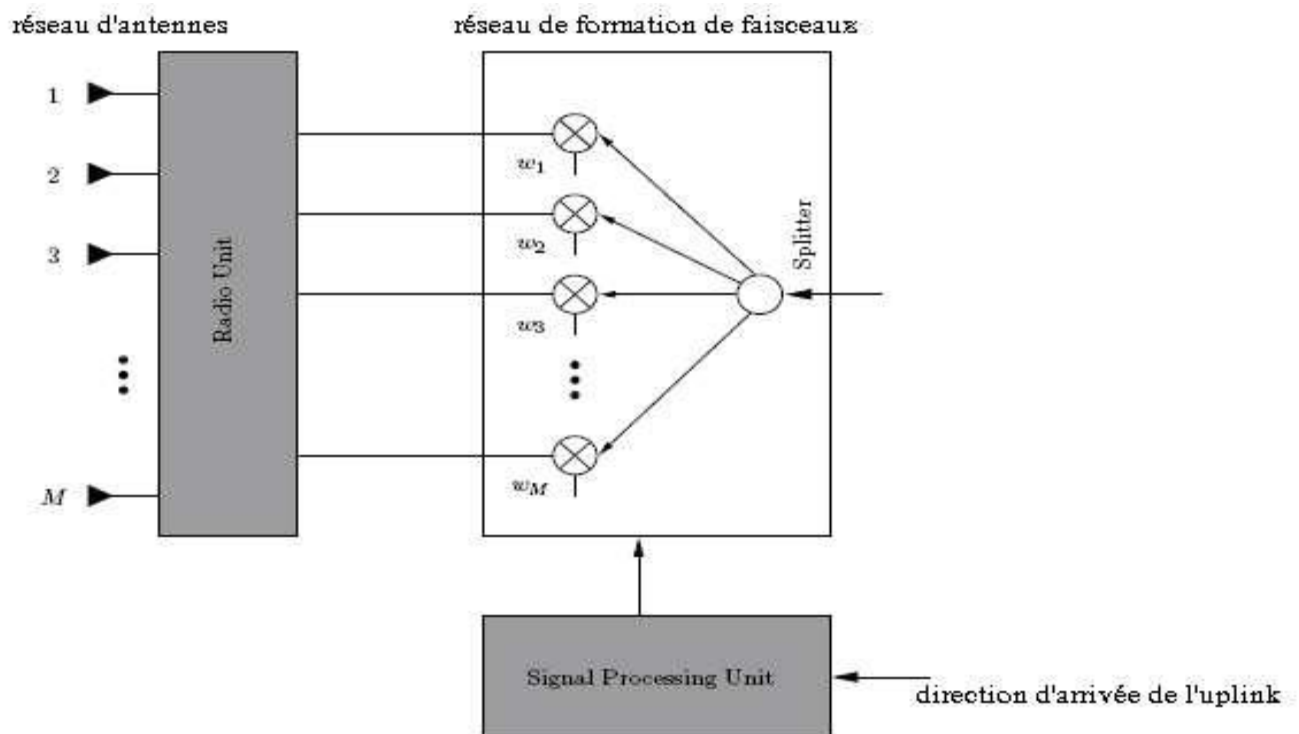 réseau d'antennes
réseau de formation de faisceaux
1
2
3
M
Radio Unit
w1
w2
w3
wM
Splitter
Signal Processing Unit
direction d'arrivée de l'uplink